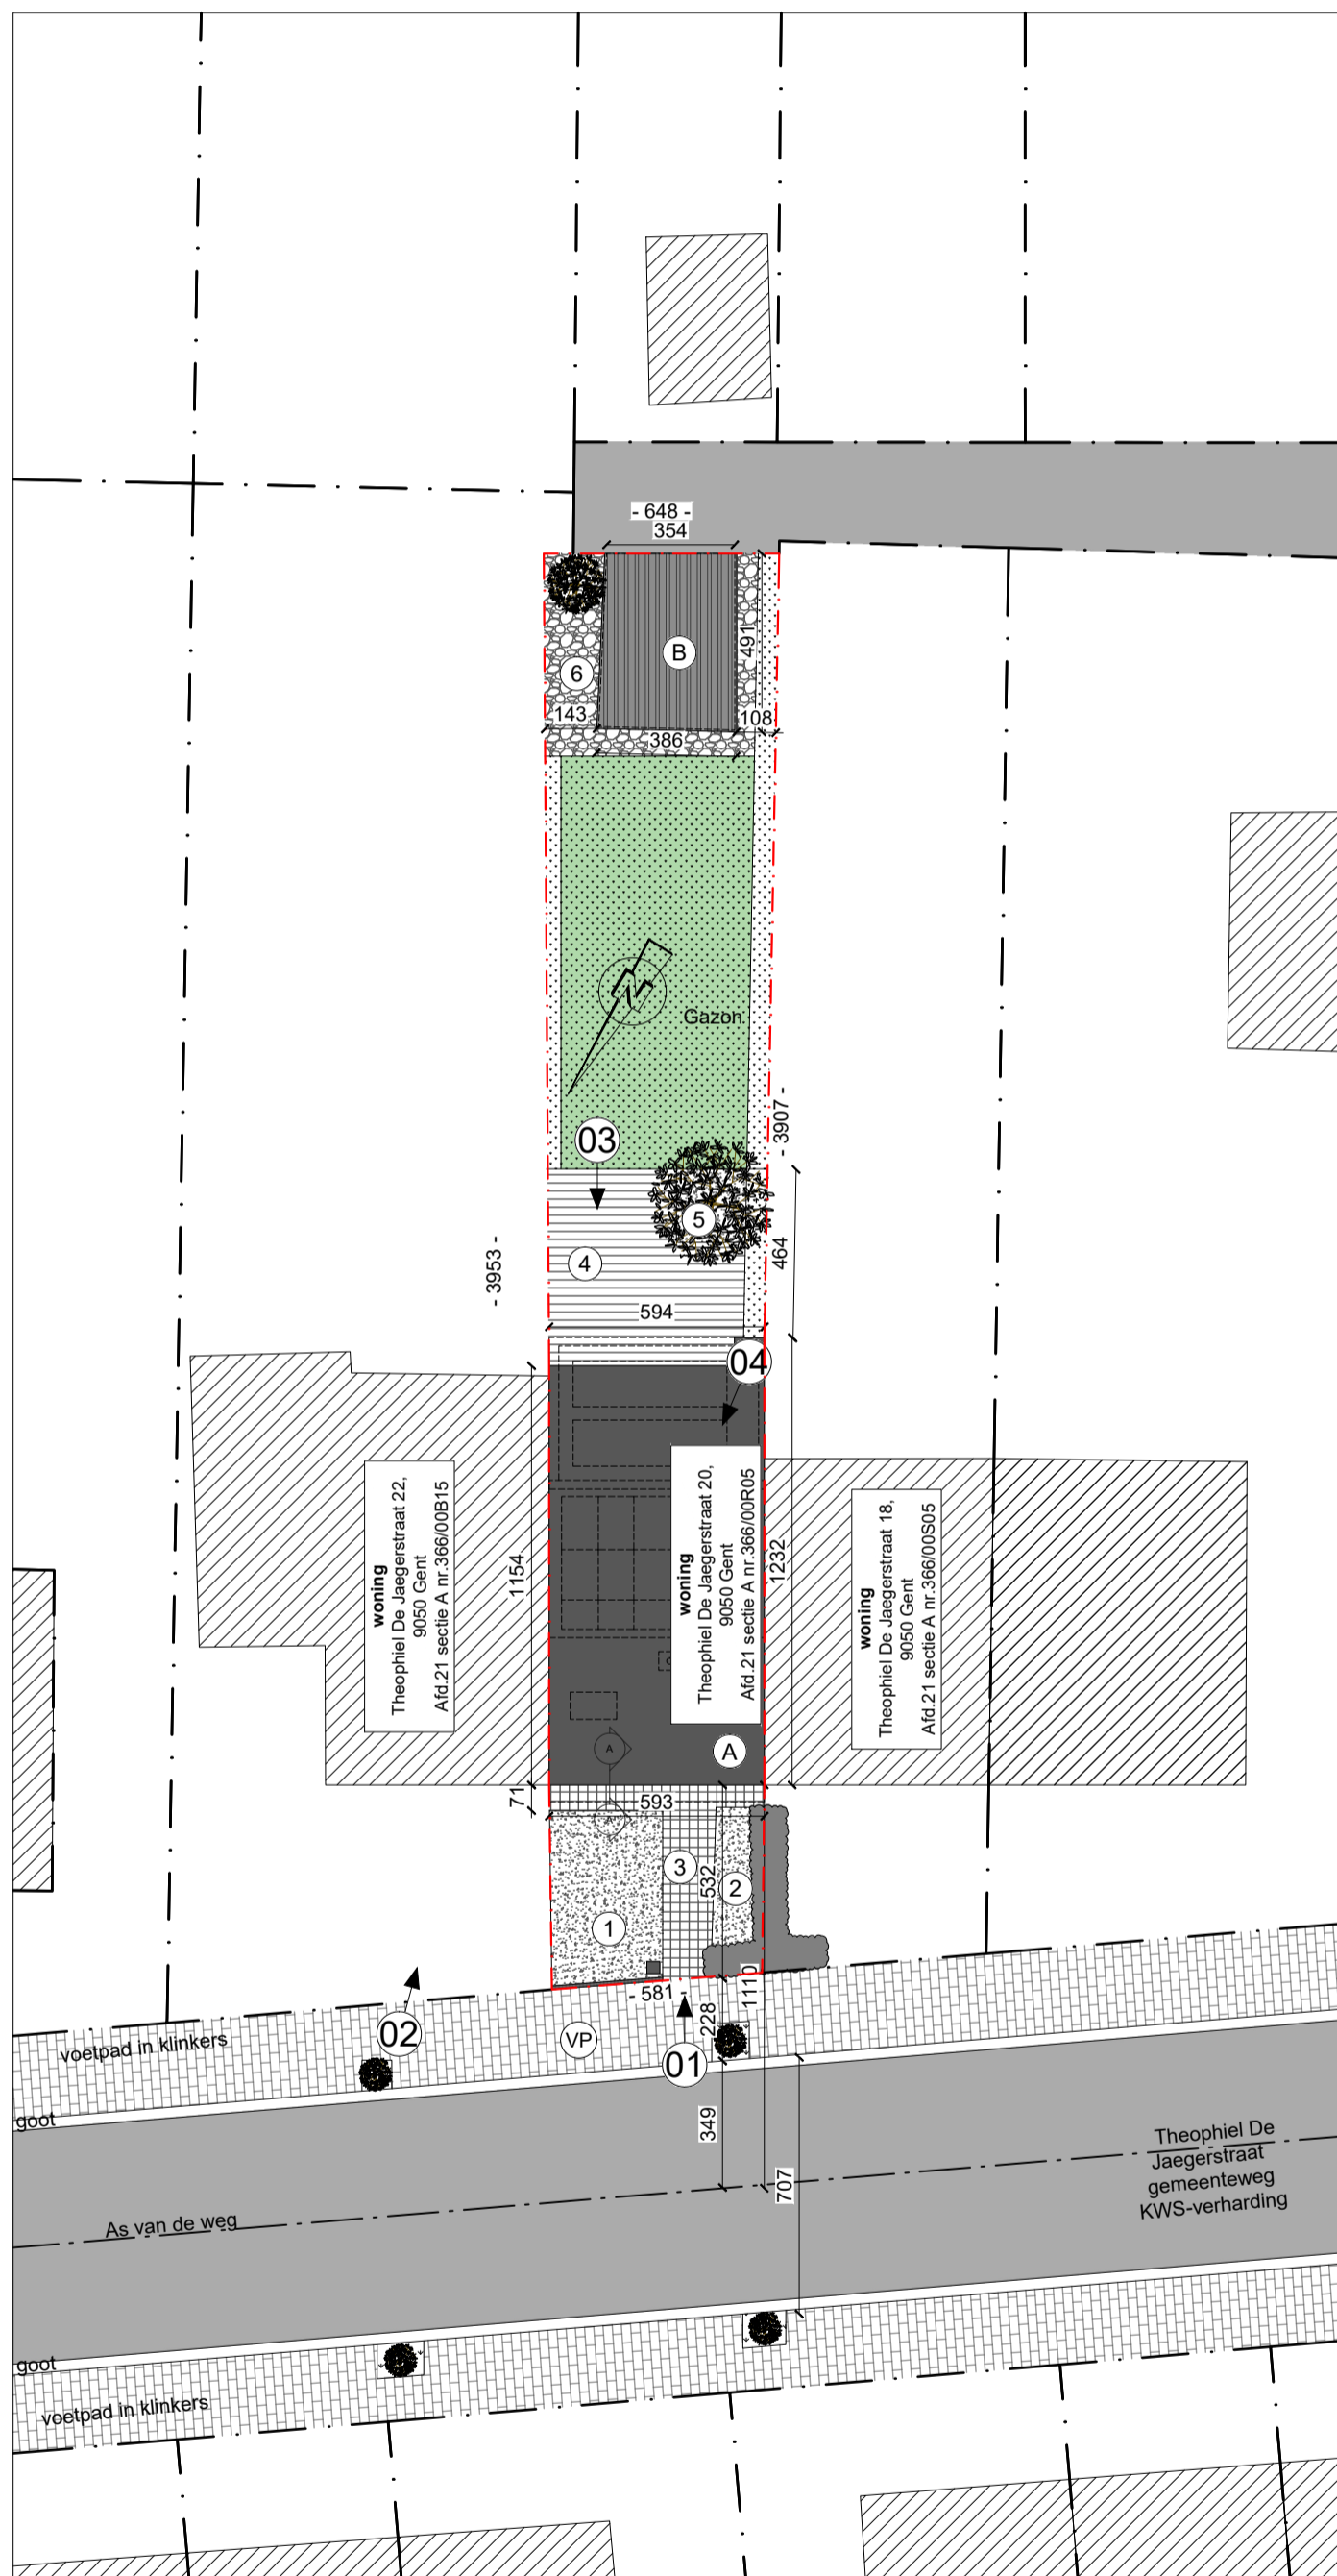 - 648 -
354
B
491
6
143
108
386
N
Gazon
- 3907 -
03
5
4
464
- 3953 -
594
04
woning
Theophiel De Jaegerstraat 22,
9050 Gent
Afd.21 sectie A nr.366/00B15
1154
woning
Theophiel De Jaegerstraat 20,
9050 Gent
Afd.21 sectie A nr.366/00R05
1232
woning
Theophiel De Jaegerstraat 18,
9050 Gent
Afd.21 sectie A nr.366/00S05
A
A
71
593
A
3
532
2
1
- 581 -
1110
228
02
voetpad in klinkers
VP
01
goot
349
707
Theophiel De
Jaegerstraat
gemeenteweg
KWS-verharding
As van de weg
goot
voetpad in klinkers